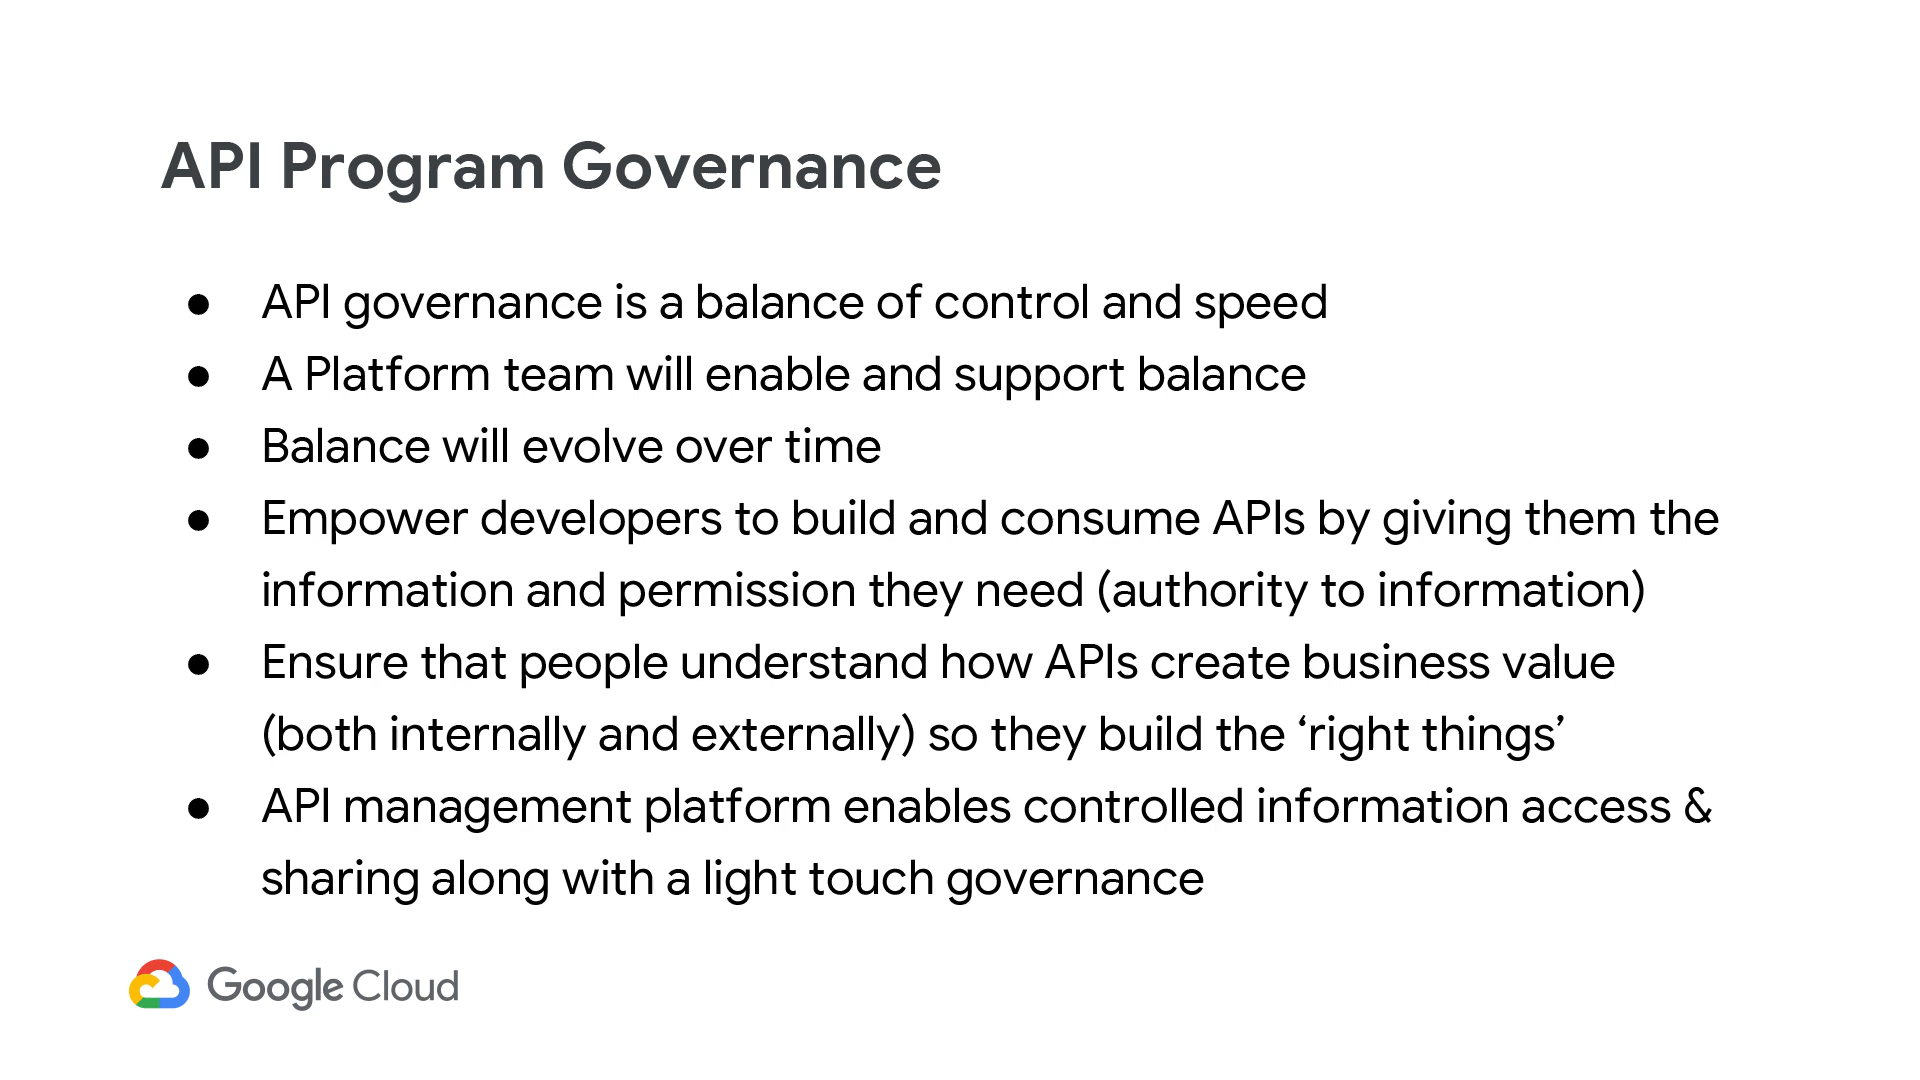 API Program Governance
● API governance is a balance of control and speed
● A Platform team will enable and support balance
● Balance will evolve over time
● Empower developers to build and consume APIs by giving them the
information and permission they need (authority to information)
● Ensure that people understand how APIs create business value
(both internally and externally) so they build the ‘right things’
● API management platform enables controlled information access &
sharing along with a light touch governance
Google Cloud